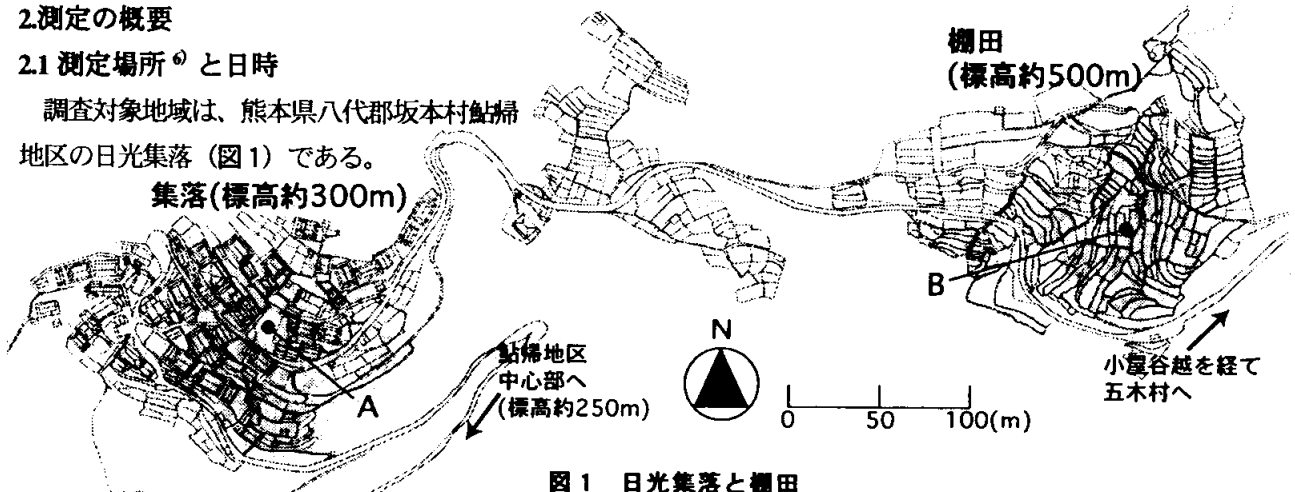 2.測定の概要
2.1 測定場所⁶⁾と日時
調査対象地域は、熊本県八代郡坂本村鮎帰
地区の日光集落（図1）である。
集落(標高約300m)
棚田
(標高約500m)
A
B
鮎帰地区
中心部へ
(標高約250m)
N
0 50 100(m)
小屋谷越を経て
五木村へ
図1 日光集落と棚田